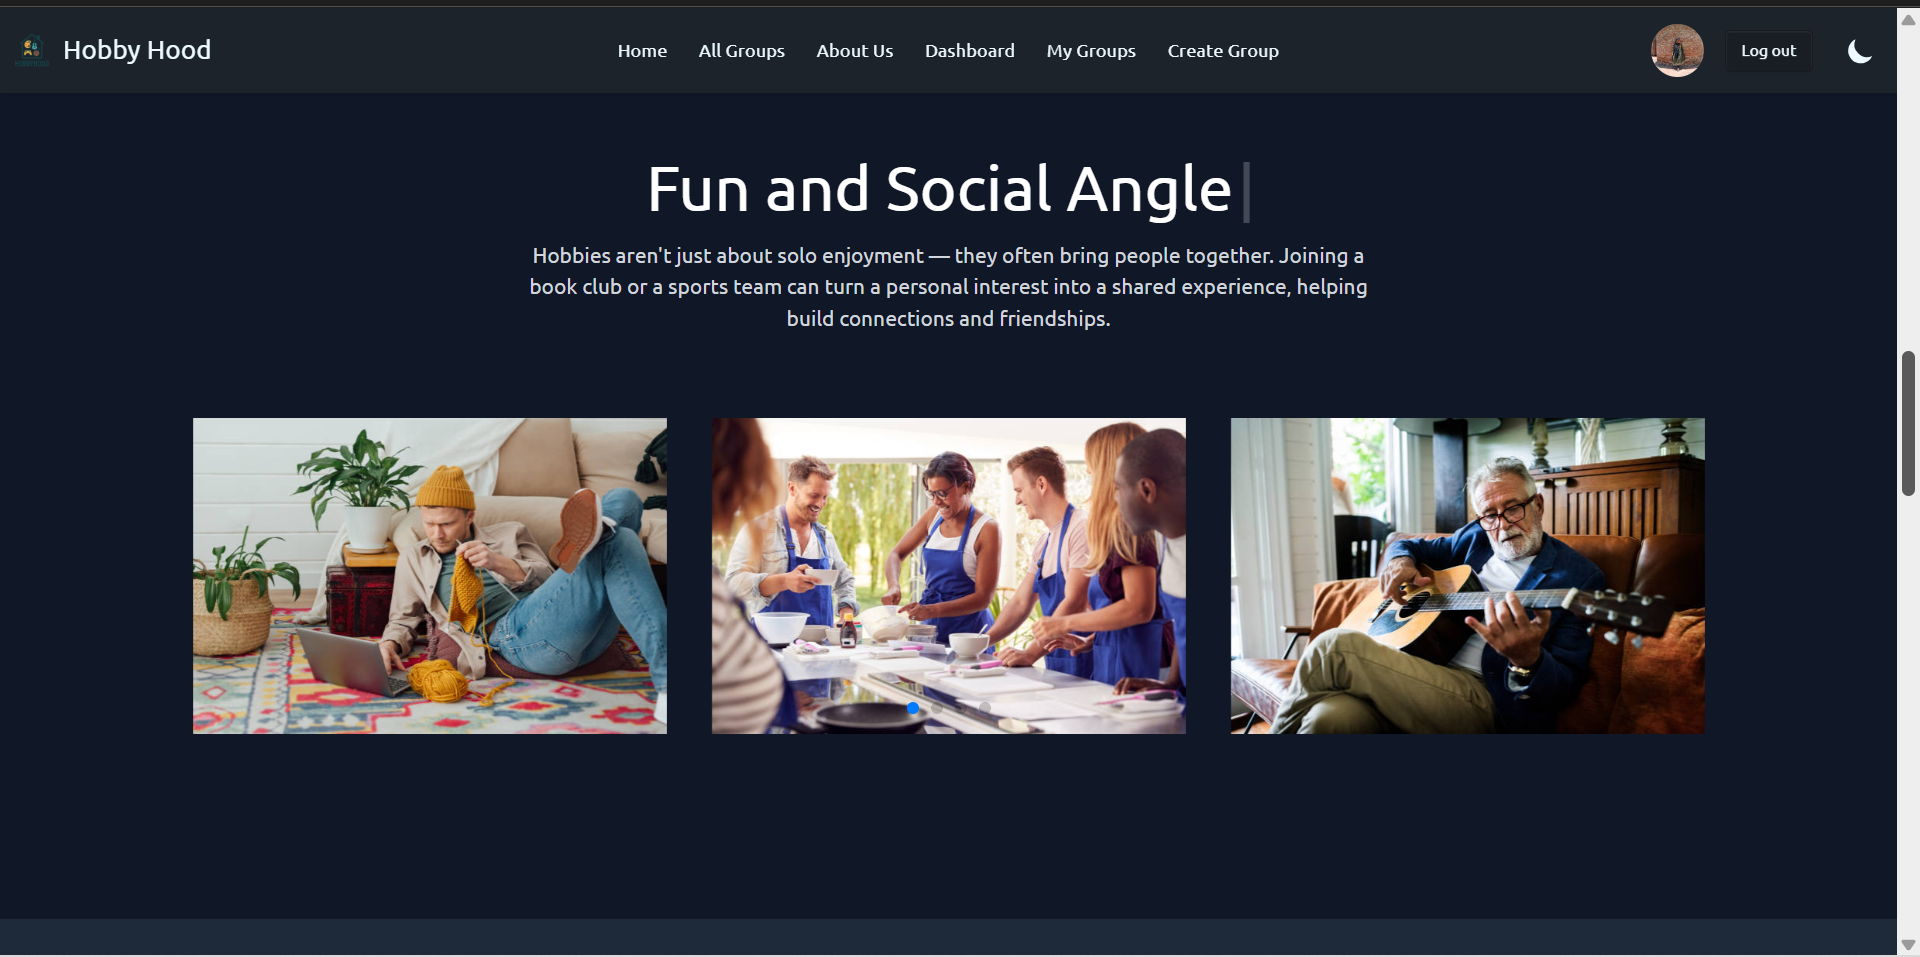 Hobby Hood
Home
All Groups
About Us
Dashboard
My Groups
Create Group
Log out
Fun and Social Angle
Hobbies aren't just about solo enjoyment — they often bring people together. Joining a
book club or a sports team can turn a personal interest into a shared experience, helping
build connections and friendships.